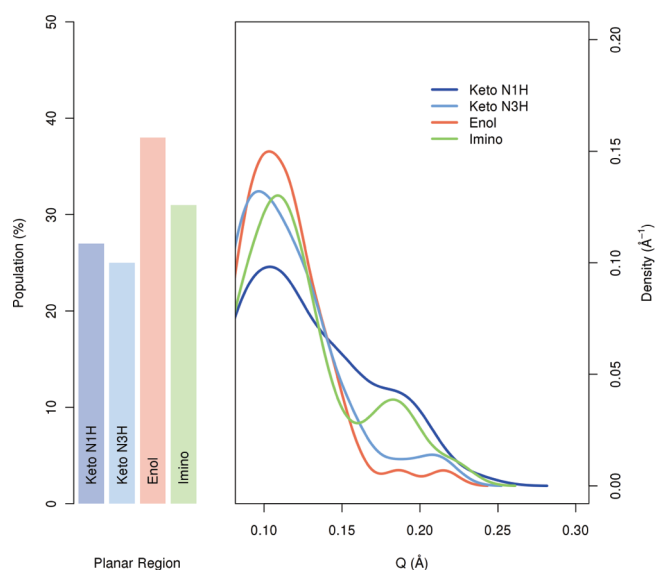 Population (%)
50
40
30
20
10
0
Keto N1H
Keto N3H
Enol
Imino
Planar Region
Keto N1H
Keto N3H
Enol
Imino
0.20
0.15
0.10
0.05
0.00
Density (Å⁻¹)
0.10 0.15 0.20 0.25 0.30
Q (Å)